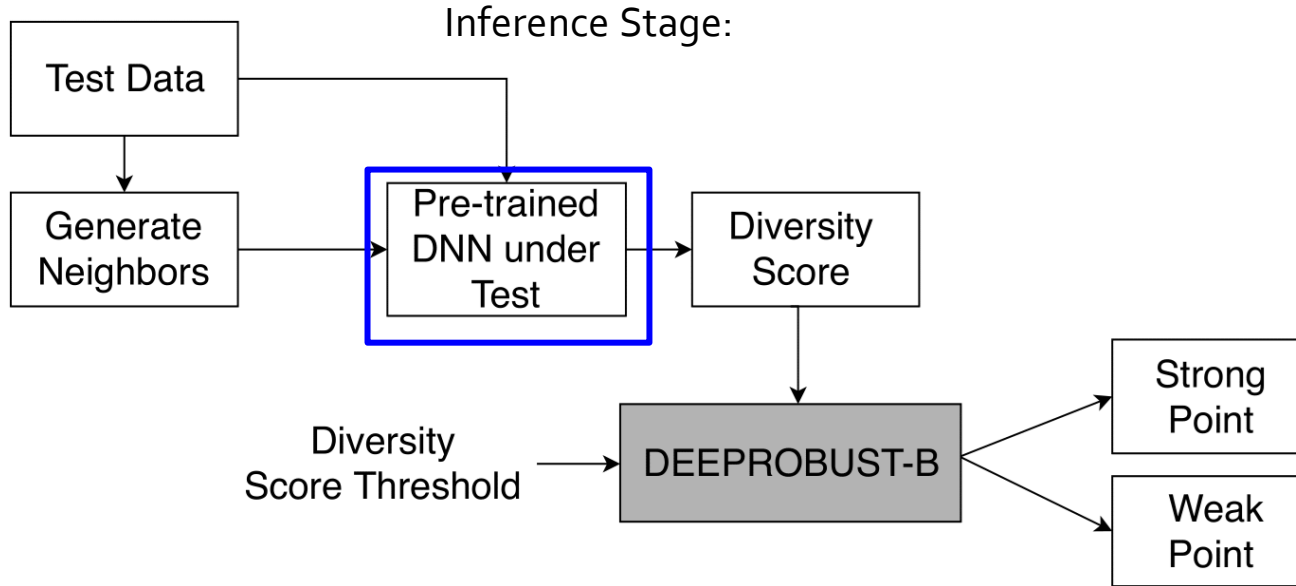 Inference Stage:
Test Data
Generate
Neighbors
Pre-trained
DNN under
Test
Diversity
Score
Diversity
Score Threshold
DEEPROBUST-B
Strong
Point
Weak
Point